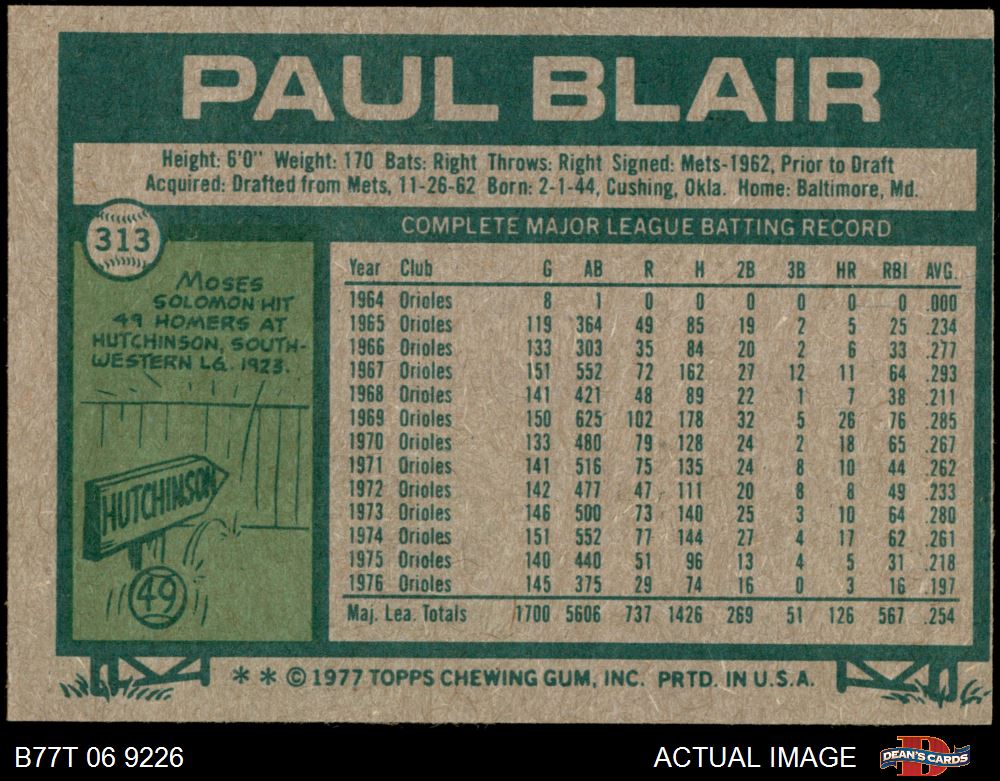 PAUL BLAIR
Height: 6'0" Weight: 170 Bats: Right Throws: Right Signed: Mets-1962, Prior to Draft
Acquired: Drafted from Mets, 11-26-62 Born: 2-1-44, Cushing, Okla. Home: Baltimore, Md.
313
COMPLETE MAJOR LEAGUE BATTING RECORD
MOSES
SOLOMON HIT
49 HOMERS AT
HUTCHINSON, SOUTH-
WESTERN LG. 1923.
HUTCHINSON
49
Year Club G AB R H 2B 3B HR RBI AVG.
1964 Orioles 8 1 0 0 0 0 0 0 .000
1965 Orioles 119 364 49 85 19 2 5 25 .234
1966 Orioles 133 303 35 84 20 2 6 33 .277
1967 Orioles 151 552 72 162 27 12 11 64 .293
1968 Orioles 141 421 48 89 22 1 7 38 .211
1969 Orioles 150 625 102 178 32 5 26 76 .285
1970 Orioles 133 480 79 128 24 2 18 65 .267
1971 Orioles 141 516 75 135 24 8 10 44 .262
1972 Orioles 142 477 47 111 20 8 8 49 .233
1973 Orioles 146 500 73 140 25 3 10 64 .280
1974 Orioles 151 552 77 144 27 4 17 62 .261
1975 Orioles 140 440 51 96 13 4 5 31 .218
1976 Orioles 145 375 29 74 16 0 3 16 .197
Maj. Lea. Totals 1700 5606 737 1426 269 51 126 567 .254
* * © 1977 TOPPS CHEWING GUM, INC. PRTD. IN U.S.A.
B77T 06 9226
ACTUAL IMAGE
D
DEAN'S CARDS